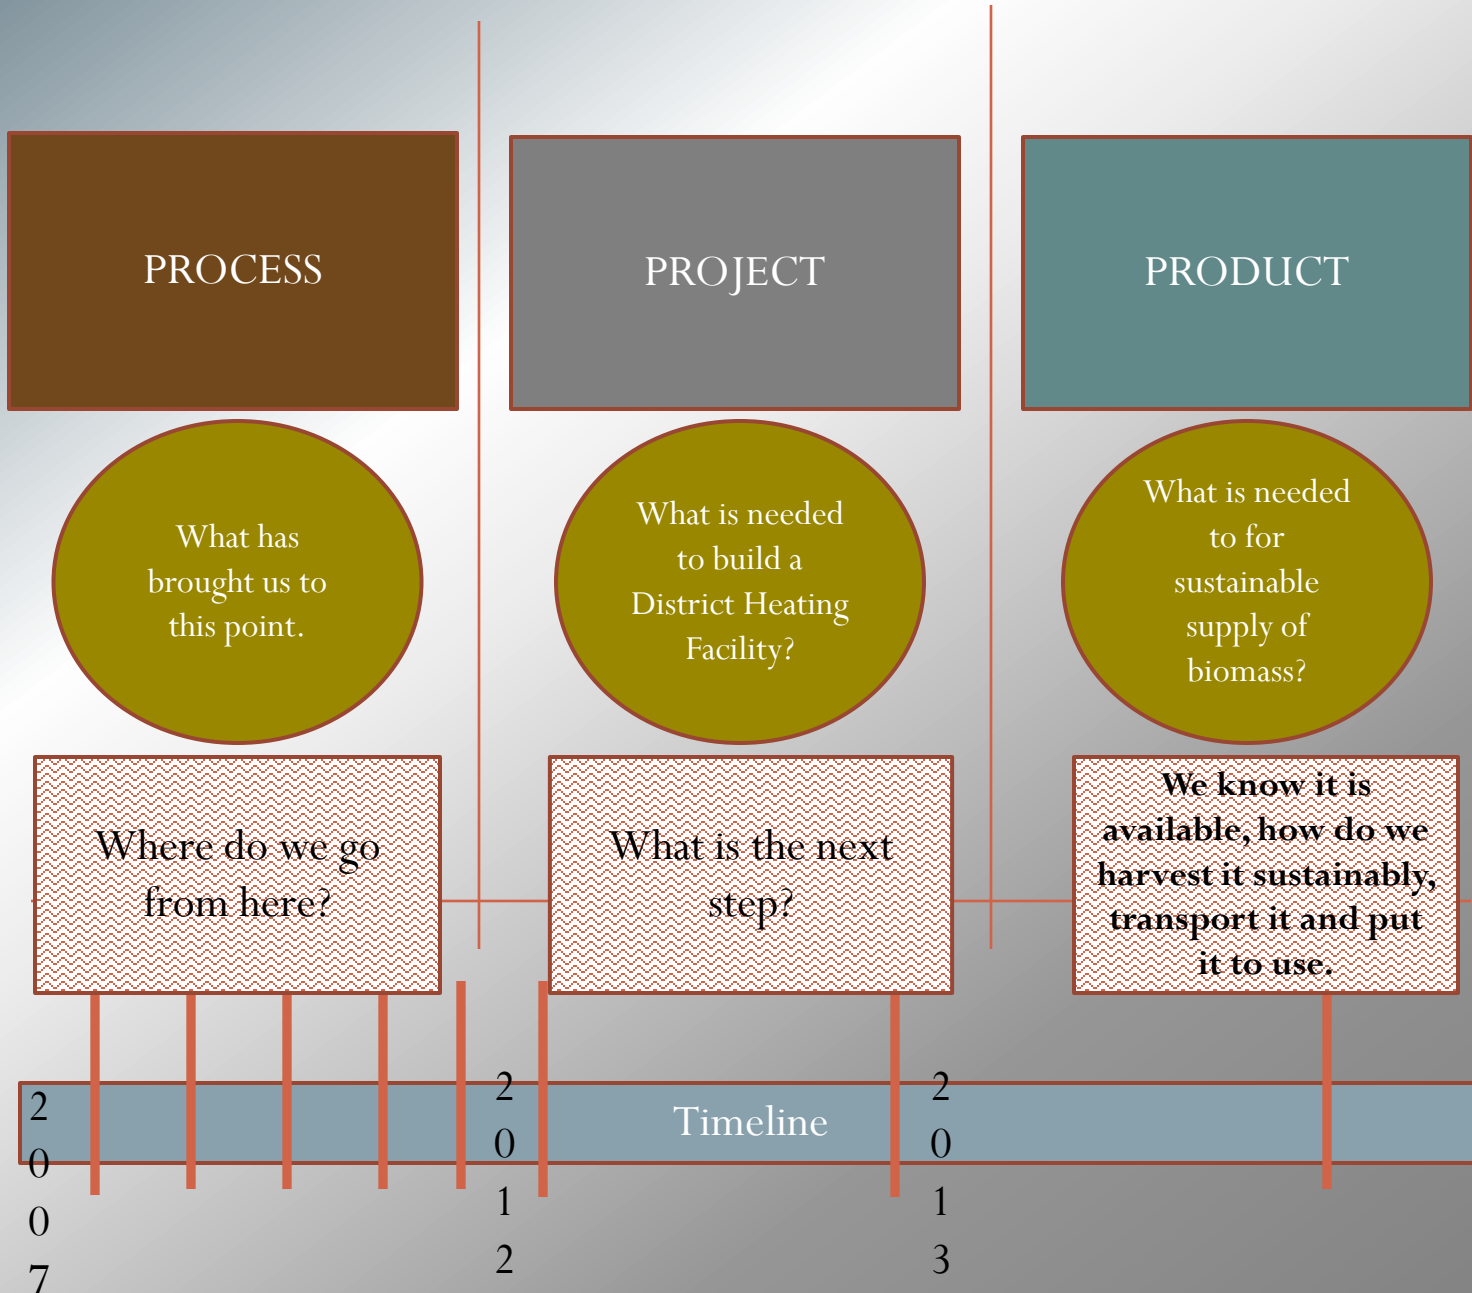 PROCESS
PROJECT
PRODUCT
What has
brought us to
this point.
What is needed
to build a
District Heating
Facility?
What is needed
to for
sustainable
supply of
biomass?
Where do we go
from here?
What is the next
step?
We know it is
available, how do we
harvest it sustainably,
transport it and put
it to use.
Timeline
2
0
0
7
2
0
1
2
2
0
1
3